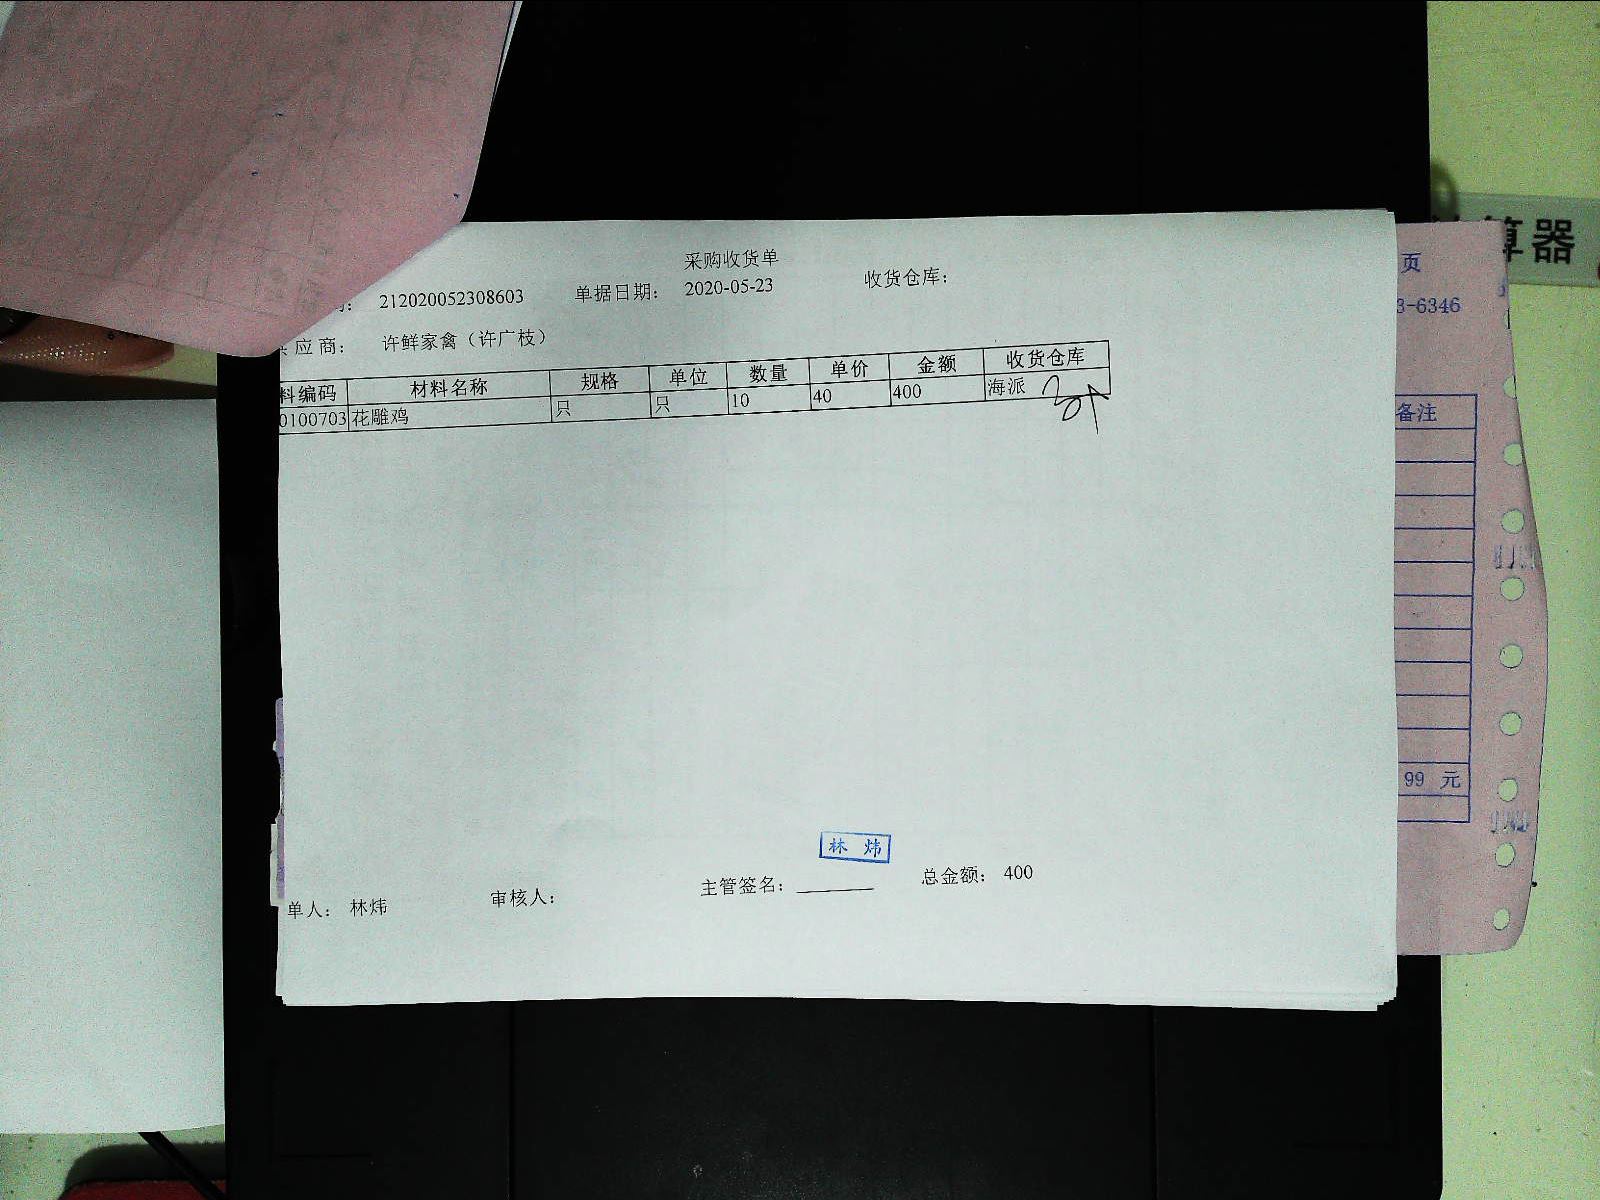 采购收货单
212020052308603 单据日期: 2020-05-23 收货仓库:
应商: 许鲜家禽（许广枝）
料编码 材料名称 规格 单位 数量 单价 金额 收货仓库
0100703 花雕鸡 只 只 10 40 400 海派
林炜
单人: 林炜 审核人: 主管签名: 总金额: 400
算器
页
3-6346
备注
99 元